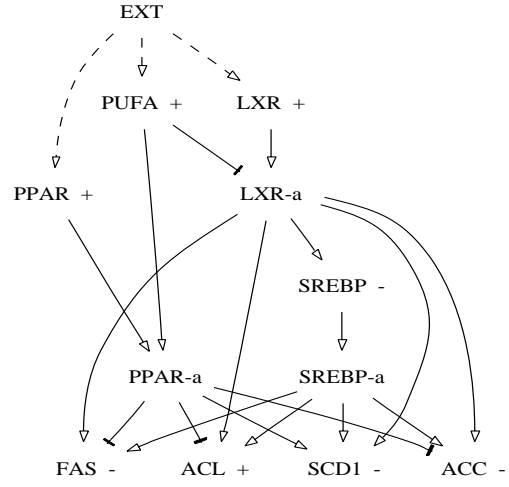 EXT
PUFA + LXR +
PPAR + LXR-a
SREBP -
PPAR-a SREBP-a
FAS - ACL + SCD1 - ACC -